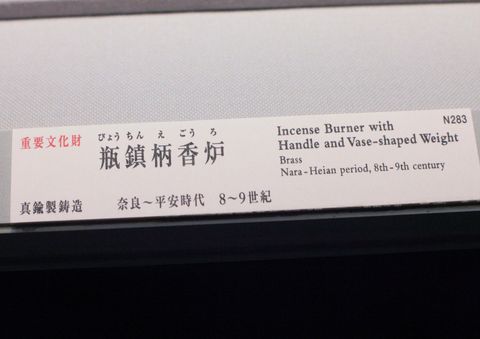 重要文化財
びょうちん え ごうろ
瓶鎮柄香炉
真鍮製鋳造
奈良～平安時代 8～9世紀
N283
Incense Burner with
Handle and Vase-shaped Weight
Brass
Nara-Heian period, 8th-9th century